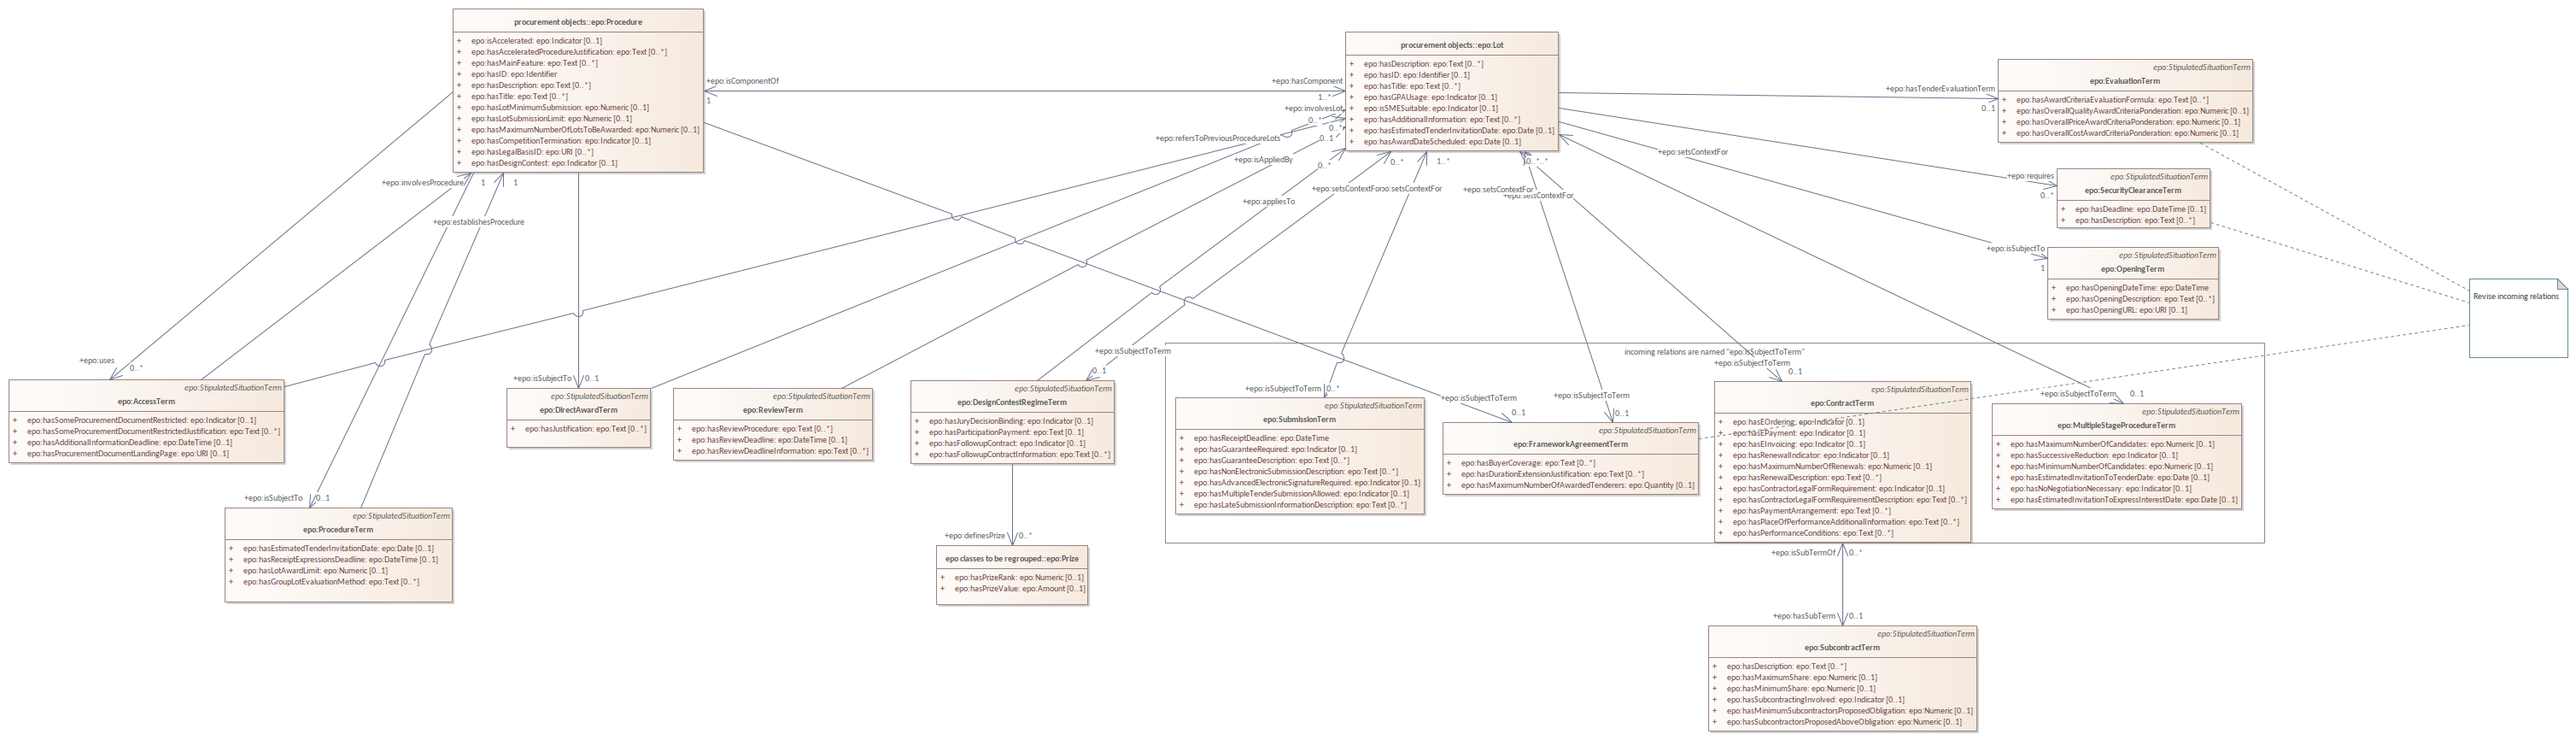 procurement objects::epo:Procedure
+ epo:isAccelerated: epo:Indicator [0..1]
+ epo:hasAcceleratedProcedureJustification: epo:Text [0..*]
+ epo:hasMainFeature: epo:Text [0..*]
+ epo:hasID: epo:Identifier
+ epo:hasDescription: epo:Text [0..*]
+ epo:hasTitle: epo:Text [0..*]
+ epo:hasLotMinimumSubmission: epo:Numeric [0..1]
+ epo:hasLotSubmissionLimit: epo:Numeric [0..1]
+ epo:hasMaximumNumberOfLotsToBeAwarded: epo:Numeric [0..1]
+ epo:hasCompetitionTermination: epo:Indicator [0..1]
+ epo:hasLegalBasisID: epo:URI [0..*]
+ epo:hasDesignContest: epo:Indicator [0..1]
+epo:isComponentOf
1
+epo:hasComponent
1..*
procurement objects::epo:Lot
+ epo:hasDescription: epo:Text [0..*]
+ epo:hasID: epo:Identifier [0..1]
+ epo:hasTitle: epo:Text [0..*]
+ epo:hasGPAUsage: epo:Indicator [0..1]
+ epo:isSMESuitable: epo:Indicator [0..1]
+ epo:hasAdditionalInformation: epo:Text [0..*]
+ epo:hasEstimatedTenderInvitationDate: epo:Date [0..1]
+ epo:hasAwardDateScheduled: epo:Date [0..1]
+epo:involvesLot
0..*
0..*
+epo:refersToPreviousProcedureLots
0..1
+epo:isAppliedBy
0..*
+epo:appliesTo
0..*
+epo:setsContextFor
+epo:setsContextFor
1..*
+epo:setsContextFor
+epo:setsContextFor
0..*
+epo:setsContextFor
+epo:hasTenderEvaluationTerm
0..1
epo:StipulatedSituationTerm
epo:EvaluationTerm
+ epo:hasAwardCriteriaEvaluationFormula: epo:Text [0..*]
+ epo:hasOverallQualityAwardCriteriaPonderation: epo:Numeric [0..1]
+ epo:hasOverallPriceAwardCriteriaPonderation: epo:Numeric [0..1]
+ epo:hasOverallCostAwardCriteriaPonderation: epo:Numeric [0..1]
+epo:requires
0..*
epo:StipulatedSituationTerm
epo:SecurityClearanceTerm
+ epo:hasDeadline: epo:DateTime [0..1]
+ epo:hasDescription: epo:Text [0..*]
+epo:isSubjectTo
1
epo:StipulatedSituationTerm
epo:OpeningTerm
+ epo:hasOpeningDateTime: epo:DateTime
+ epo:hasOpeningDescription: epo:Text [0..*]
+ epo:hasOpeningURL: epo:URI [0..1]
Revise incoming relations
+epo:involvesProcedure
1
1
+epo:establishesProcedure
+epo:uses
0..*
epo:StipulatedSituationTerm
epo:AccessTerm
+ epo:hasSomeProcurementDocumentRestricted: epo:Indicator [0..1]
+ epo:hasSomeProcurementDocumentRestrictedJustification: epo:Text [0..*]
+ epo:hasAdditionalInformationDeadline: epo:DateTime [0..1]
+ epo:hasProcurementDocumentLandingPage: epo:URI [0..1]
+epo:isSubjectTo
0..1
epo:StipulatedSituationTerm
epo:ProcedureTerm
+ epo:hasEstimatedTenderInvitationDate: epo:Date [0..1]
+ epo:hasReceiptExpressionsDeadline: epo:DateTime [0..1]
+ epo:hasLotAwardLimit: epo:Numeric [0..1]
+ epo:hasGroupLotEvaluationMethod: epo:Text [0..*]
+epo:isSubjectTo
0..1
epo:StipulatedSituationTerm
epo:DirectAwardTerm
+ epo:hasJustification: epo:Text [0..*]
epo:StipulatedSituationTerm
epo:ReviewTerm
+ epo:hasReviewProcedure: epo:Text [0..*]
+ epo:hasReviewDeadline: epo:DateTime [0..1]
+ epo:hasReviewDeadlineInformation: epo:Text [0..*]
+epo:isSubjectToTerm
0..1
epo:StipulatedSituationTerm
epo:DesignContestRegimeTerm
+ epo:hasJuryDecisionBinding: epo:Indicator [0..1]
+ epo:hasParticipationPayment: epo:Text [0..1]
+ epo:hasFollowupContract: epo:Indicator [0..1]
+ epo:hasFollowupContractInformation: epo:Text [0..*]
+epo:definesPrize
0..*
epo classes to be regrouped::epo:Prize
+ epo:hasPrizeRank: epo:Numeric [0..1]
+ epo:hasPrizeValue: epo:Amount [0..1]
incoming relations are named "epo:isSubjectToTerm"
+epo:isSubjectToTerm
0..*
epo:StipulatedSituationTerm
epo:SubmissionTerm
+ epo:hasReceiptDeadline: epo:DateTime
+ epo:hasGuaranteeRequired: epo:Indicator [0..1]
+ epo:hasGuaranteeDescription: epo:Text [0..*]
+ epo:hasNonElectronicSubmissionDescription: epo:Text [0..*]
+ epo:hasAdvancedElectronicSignatureRequired: epo:Indicator [0..1]
+ epo:hasMultipleTenderSubmissionAllowed: epo:Indicator [0..1]
+ epo:hasLateSubmissionInformationDescription: epo:Text [0..*]
+epo:isSubjectToTerm
0..1
+epo:isSubjectToTerm
0..1
epo:StipulatedSituationTerm
epo:FrameworkAgreementTerm
+ epo:hasBuyerCoverage: epo:Text [0..*]
+ epo:hasDurationExtensionJustification: epo:Text [0..*]
+ epo:hasMaximumNumberOfAwardedTenderers: epo:Quantity [0..1]
+epo:isSubjectToTerm
0..1
epo:StipulatedSituationTerm
epo:ContractTerm
+ epo:hasEOrdering: epo:Indicator [0..1]
+ epo:hasEPayment: epo:Indicator [0..1]
+ epo:hasEInvoicing: epo:Indicator [0..1]
+ epo:hasRenewalIndicator: epo:Indicator [0..1]
+ epo:hasMaximumNumberOfRenewals: epo:Numeric [0..1]
+ epo:hasRenewalDescription: epo:Text [0..*]
+ epo:hasContractorLegalFormRequirement: epo:Indicator [0..1]
+ epo:hasContractorLegalFormRequirementDescription: epo:Text [0..*]
+ epo:hasPaymentArrangement: epo:Text [0..*]
+ epo:hasPlaceOfPerformanceAdditionalInformation: epo:Text [0..*]
+ epo:hasPerformanceConditions: epo:Text [0..*]
+epo:isSubjectToTerm
0..1
epo:StipulatedSituationTerm
epo:MultipleStageProcedureTerm
+ epo:hasMaximumNumberOfCandidates: epo:Numeric [0..1]
+ epo:hasSuccessiveReduction: epo:Indicator [0..1]
+ epo:hasMinimumNumberOfCandidates: epo:Numeric [0..1]
+ epo:hasEstimatedInvitationToTenderDate: epo:Date [0..1]
+ epo:hasNoNegotiationNecessary: epo:Indicator [0..1]
+ epo:hasEstimatedInvitationToExpressInterestDate: epo:Date [0..1]
+epo:isSubTermOf
0..*
+epo:hasSubTerm
0..1
epo:StipulatedSituationTerm
epo:SubcontractTerm
+ epo:hasDescription: epo:Text [0..*]
+ epo:hasMaximumShare: epo:Numeric [0..1]
+ epo:hasMinimumShare: epo:Numeric [0..1]
+ epo:hasSubcontractingInvolved: epo:Indicator [0..1]
+ epo:hasMinimumSubcontractorsProposedObligation: epo:Numeric [0..1]
+ epo:hasSubcontractorsProposedAboveObligation: epo:Numeric [0..1]